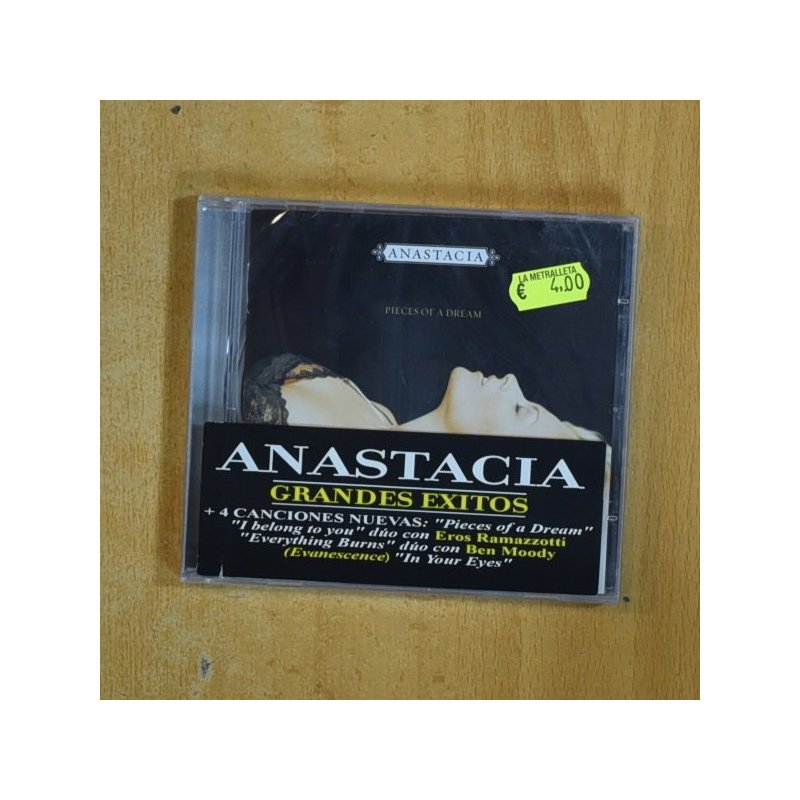 ANASTACIA
LA METRALLETA
€ 4,00
PIECES OF A DREAM
ANASTACIA
GRANDES EXITOS
+ 4 CANCIONES NUEVAS: "Pieces of a Dream"
"I belong to you" dúo con Eros Ramazzotti
"Everything Burns" dúo con Ben Moody
(Evanescence) "In Your Eyes"